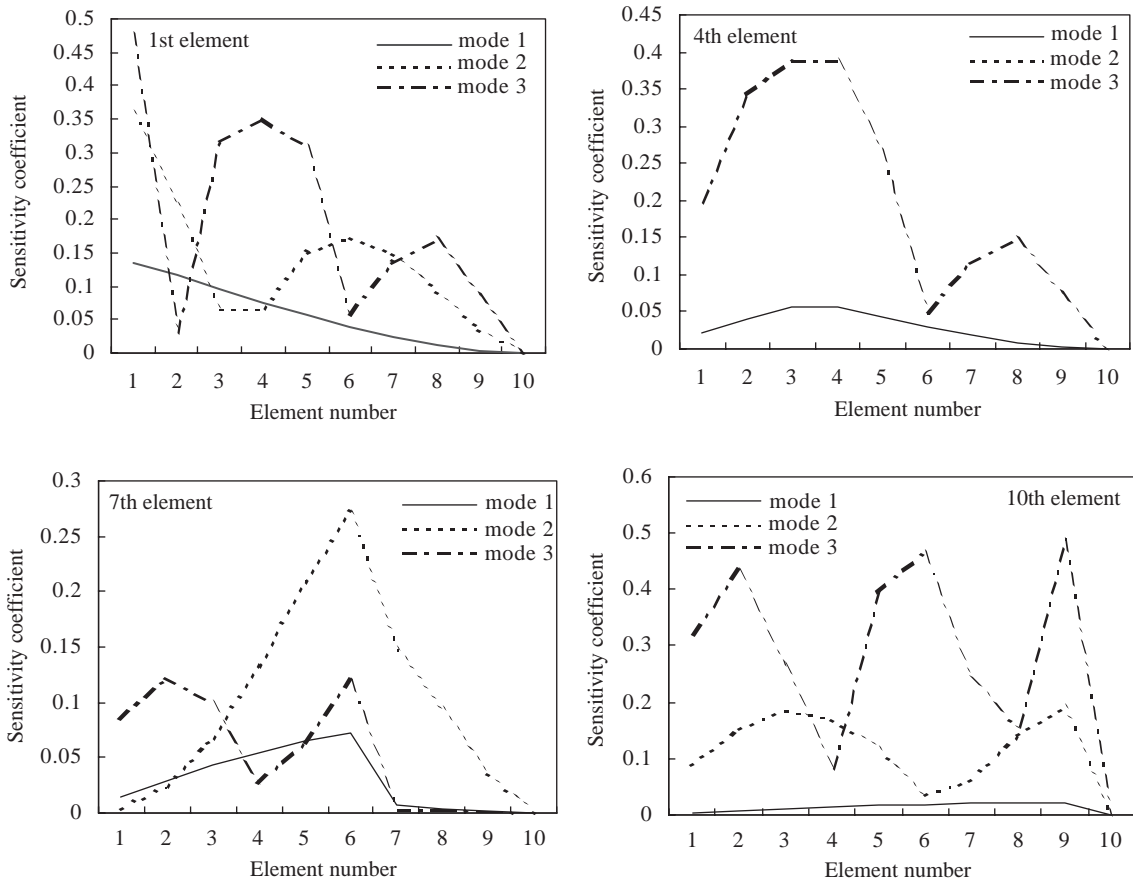 1st element
mode 1
mode 2
mode 3
Sensitivity coefficient
0.5
0.45
0.4
0.35
0.3
0.25
0.2
0.15
0.1
0.05
0
1 2 3 4 5 6 7 8 9 10
Element number
4th element
mode 1
mode 2
mode 3
Sensitivity coefficient
0.45
0.4
0.35
0.3
0.25
0.2
0.15
0.1
0.05
0
1 2 3 4 5 6 7 8 9 10
Element number
7th element
mode 1
mode 2
mode 3
Sensitivity coefficient
0.3
0.25
0.2
0.15
0.1
0.05
0
1 2 3 4 5 6 7 8 9 10
Element number
10th element
mode 1
mode 2
mode 3
Sensitivity coefficient
0.6
0.5
0.4
0.3
0.2
0.1
0
1 2 3 4 5 6 7 8 9 10
Element number